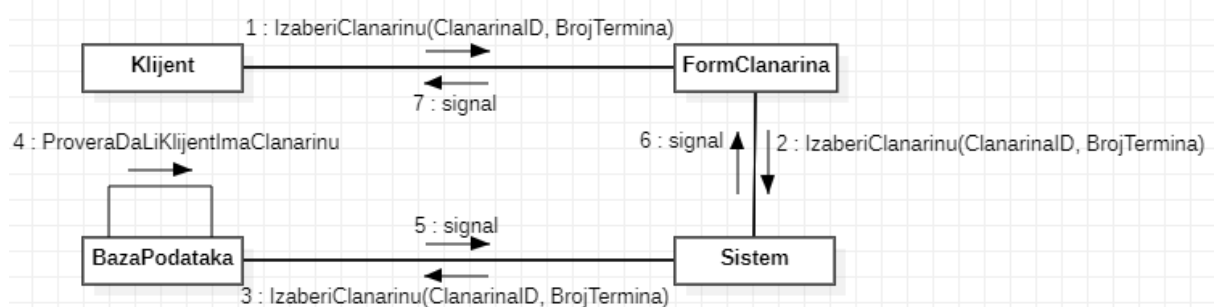 1 : IzaberiClanarinu(ClanarinaID, BrojTermina)
Klijent
FormClanarina
7 : signal
4 : ProveraDaLiKlijentImaClanarinu
6 : signal
2 : IzaberiClanarinu(ClanarinaID, BrojTermina)
5 : signal
BazaPodataka
Sistem
3 : IzaberiClanarinu(ClanarinaID, BrojTermina)